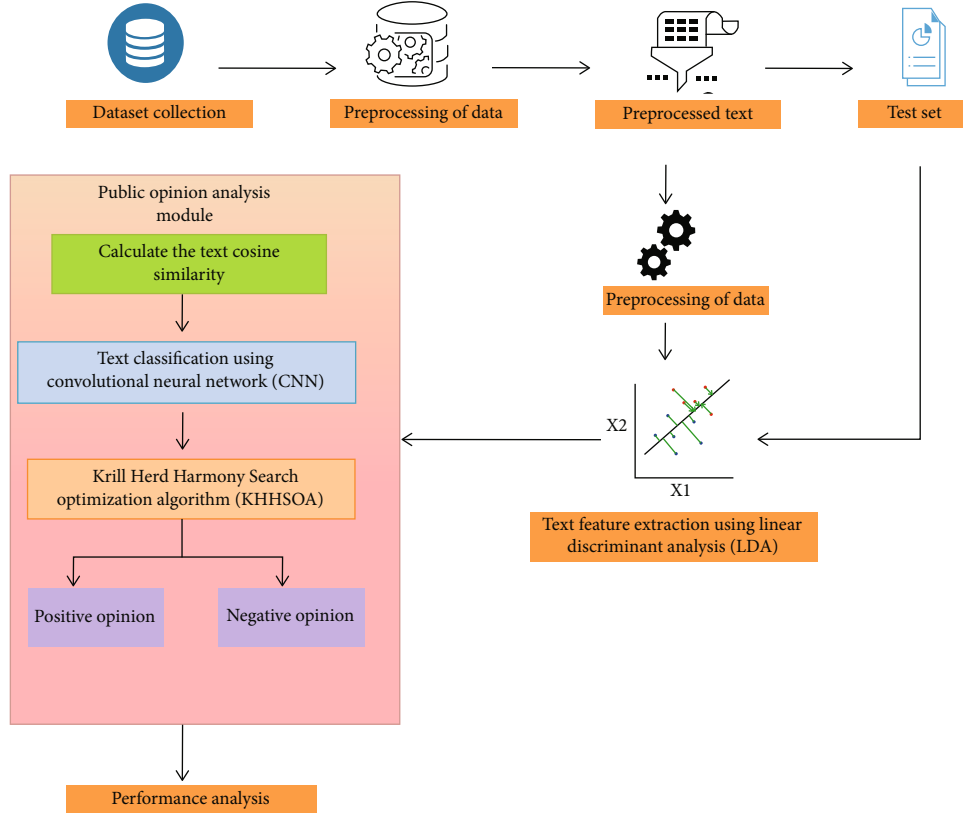 Dataset collection
Preprocessing of data
Preprocessed text
Test set
Public opinion analysis
module
Calculate the text cosine
similarity
Text classification using
convolutional neural network (CNN)
Krill Herd Harmony Search
optimization algorithm (KHHSOA)
Positive opinion
Negative opinion
Performance analysis
Preprocessing of data
X2
X1
Text feature extraction using linear
discriminant analysis (LDA)